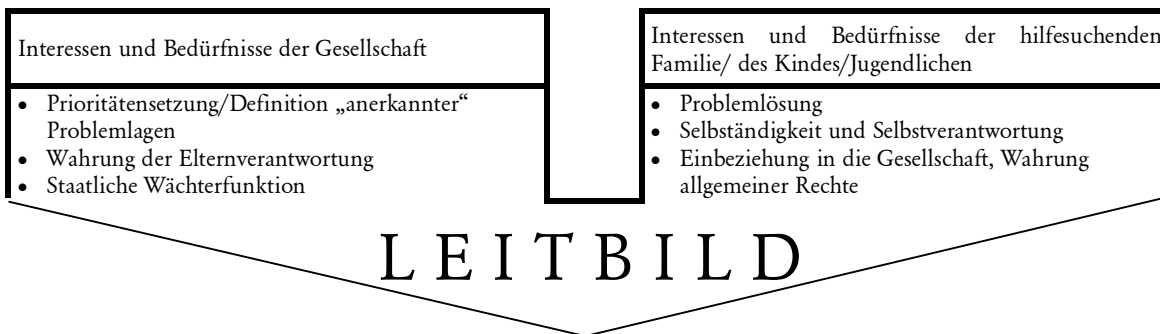 Interessen und Bedürfnisse der Gesellschaft
Interessen und Bedürfnisse der hilfesuchenden
Familie/ des Kindes/Jugendlichen
• Prioritätensetzung/Definition „anerkannter“
Problemlagen
• Wahrung der Elternverantwortung
• Staatliche Wächterfunktion
• Problemlösung
• Selbständigkeit und Selbstverantwortung
• Einbeziehung in die Gesellschaft, Wahrung
allgemeiner Rechte
LEITBILD